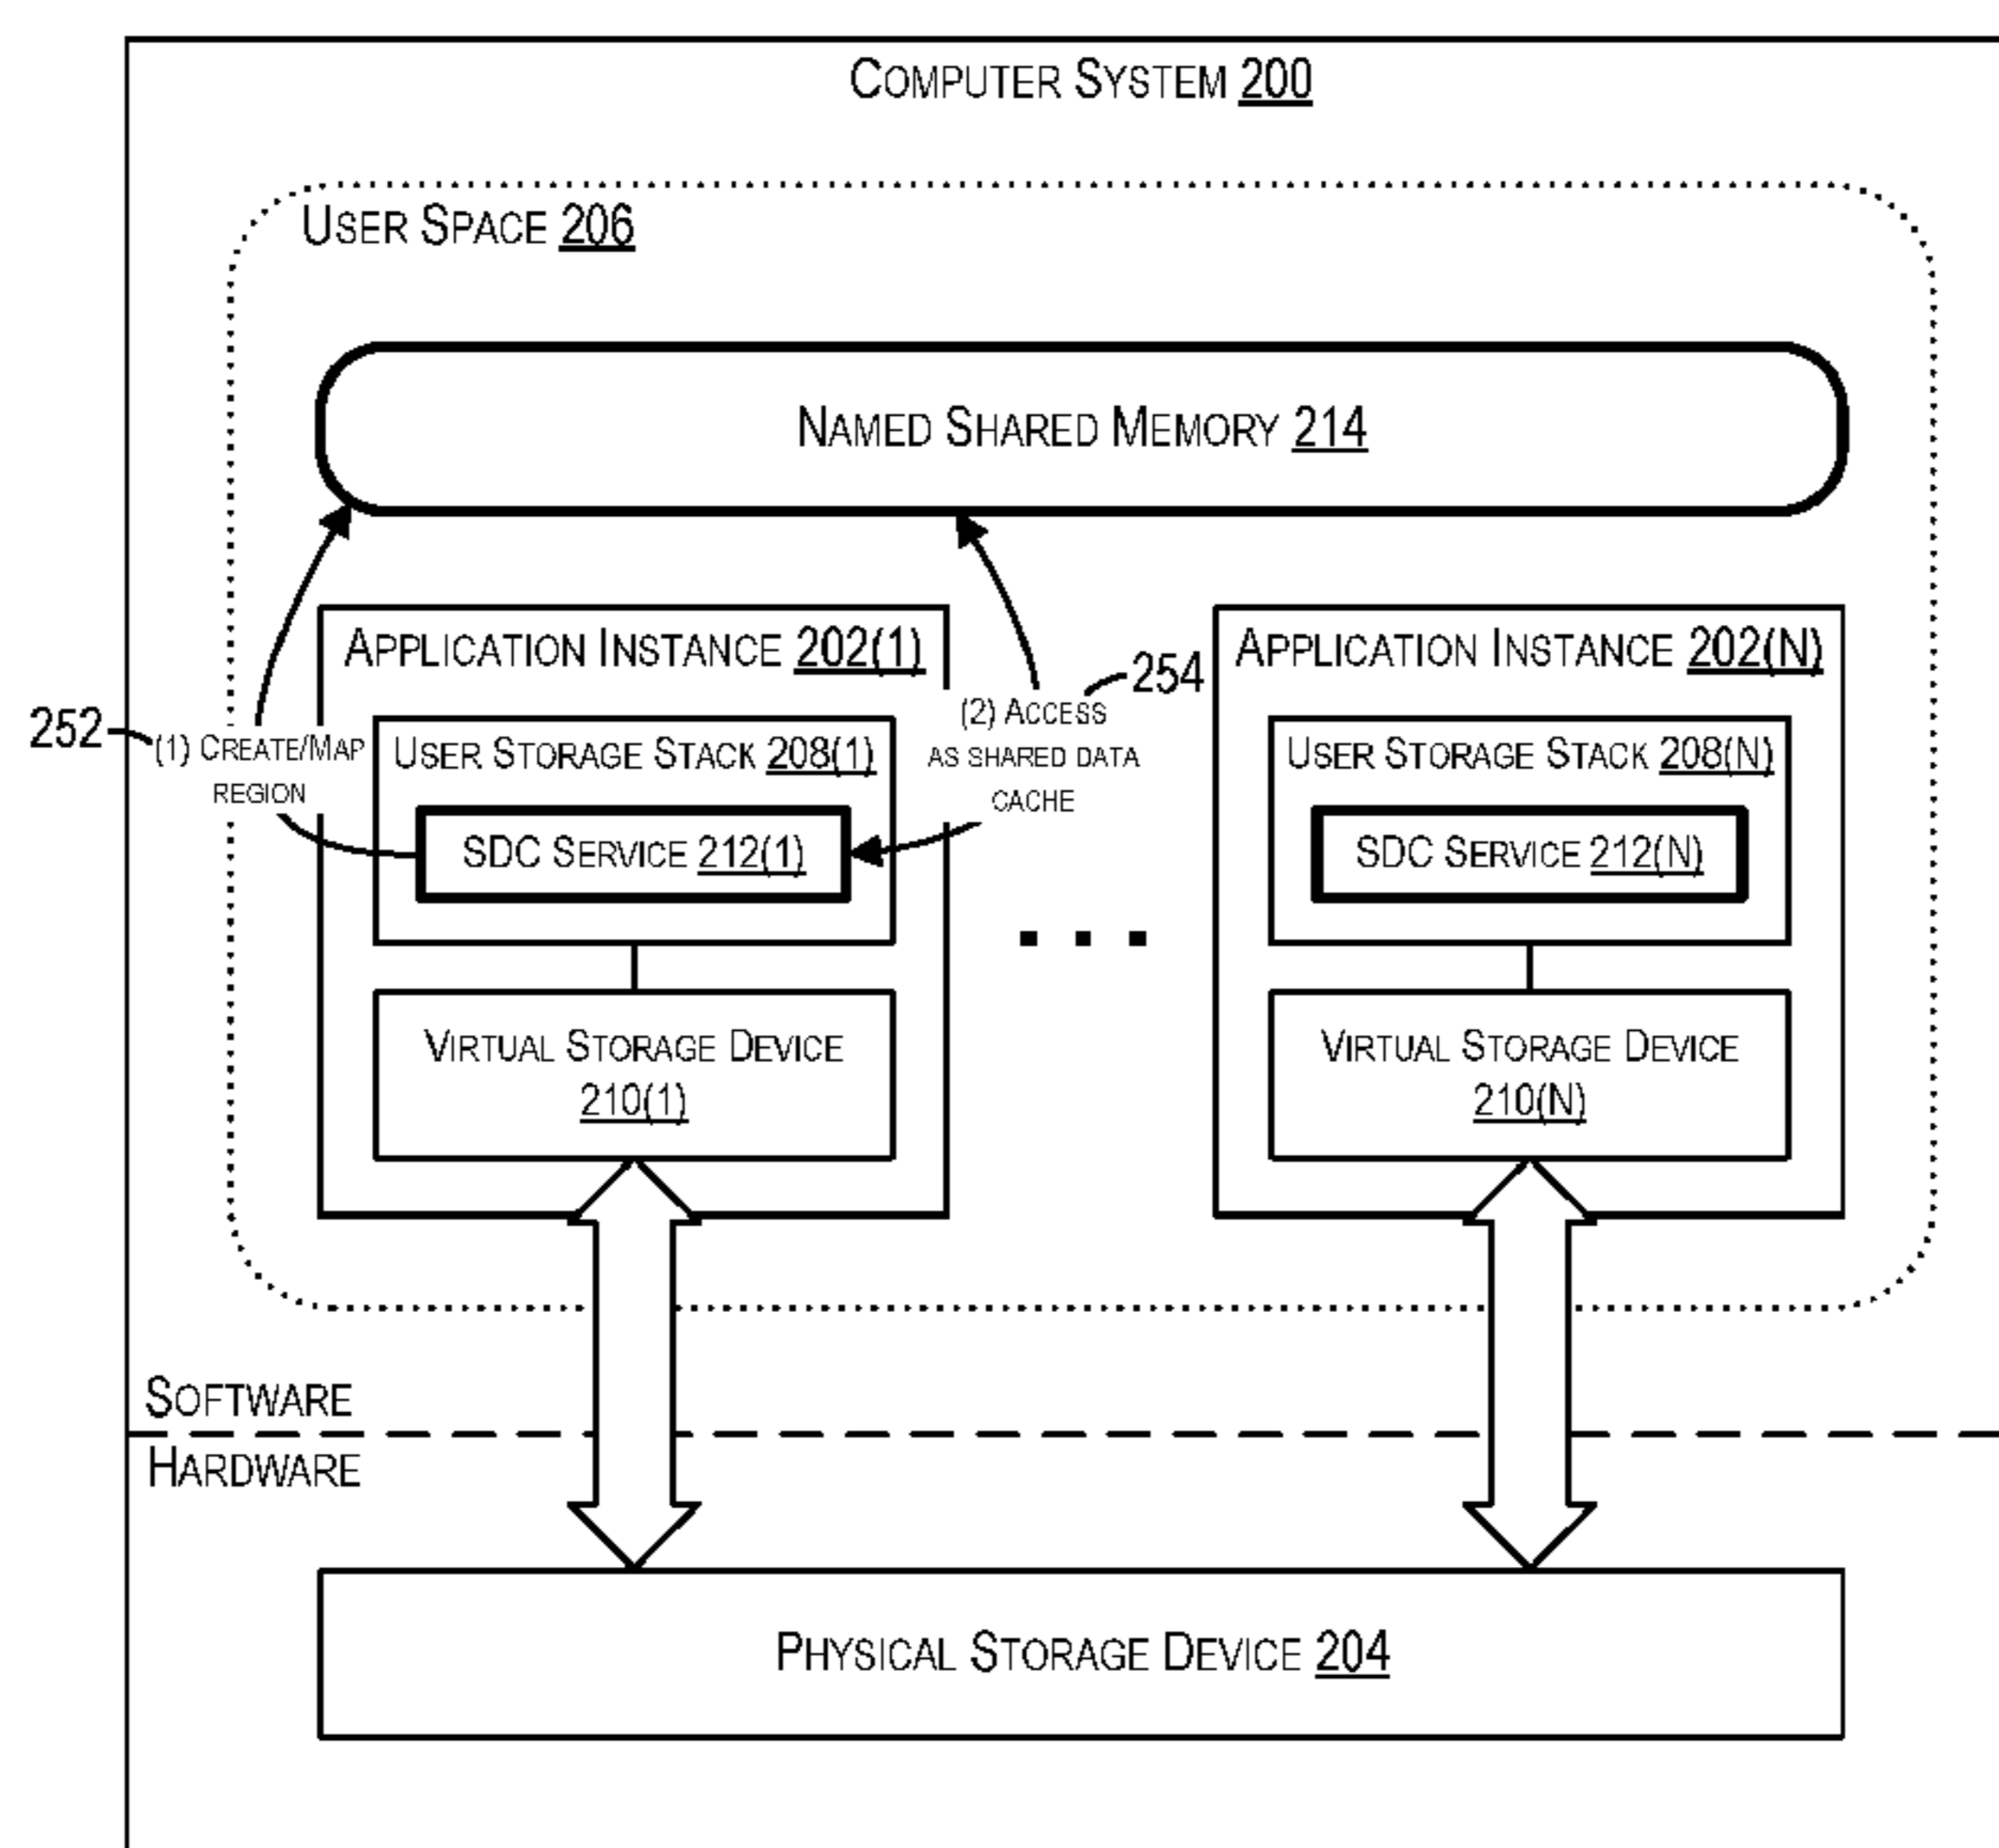 COMPUTER SYSTEM 200
USER SPACE 206
NAMED SHARED MEMORY 214
APPLICATION INSTANCE 202(1)
252
(1) CREATE/MAP
REGION
USER STORAGE STACK 208(1)
SDC SERVICE 212(1)
254
(2) ACCESS
AS SHARED DATA
CACHE
VIRTUAL STORAGE DEVICE
210(1)
. . .
APPLICATION INSTANCE 202(N)
USER STORAGE STACK 208(N)
SDC SERVICE 212(N)
VIRTUAL STORAGE DEVICE
210(N)
SOFTWARE
HARDWARE
PHYSICAL STORAGE DEVICE 204